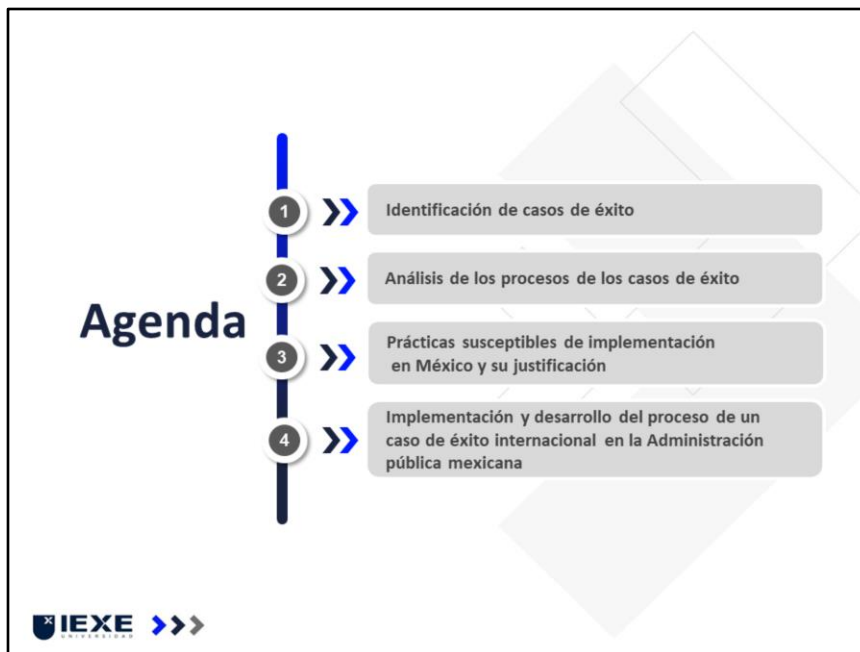 Agenda
1
Identificación de casos de éxito
2
Análisis de los procesos de los casos de éxito
3
Prácticas susceptibles de implementación
en México y su justificación
4
Implementación y desarrollo del proceso de un
caso de éxito internacional en la Administración
pública mexicana
IEXE
UNIVERSIDAD